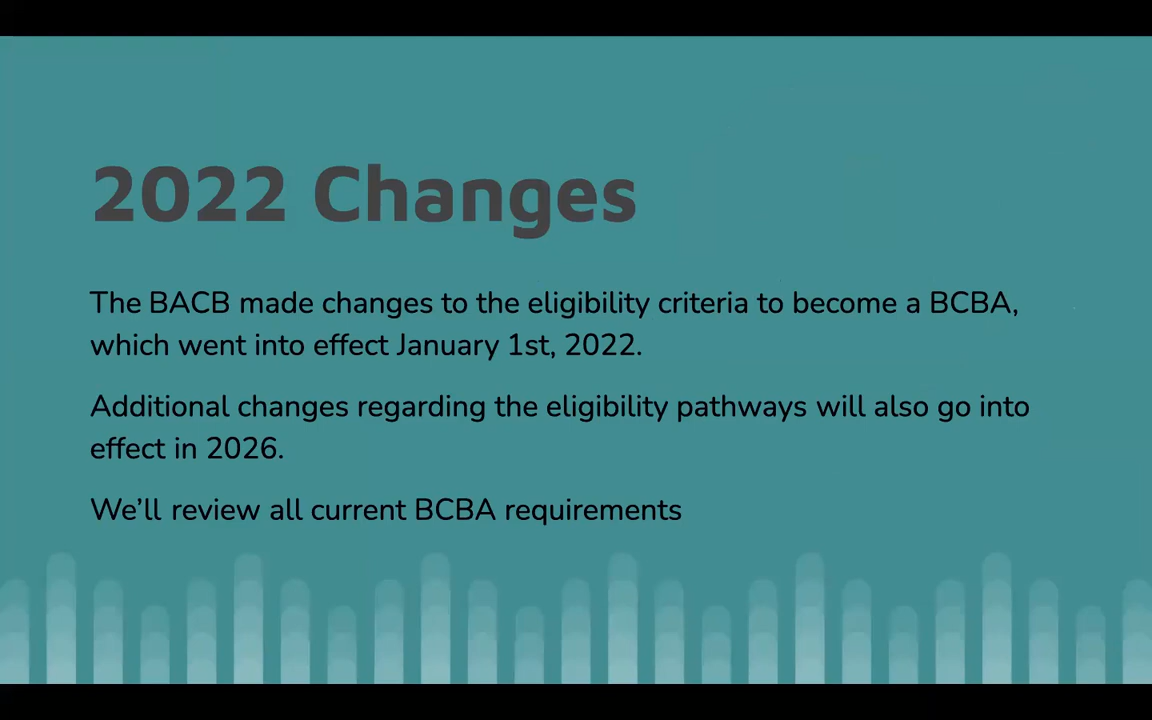 2022 Changes
The BACB made changes to the eligibility criteria to become a BCBA,
which went into effect January 1st, 2022.
Additional changes regarding the eligibility pathways will also go into
effect in 2026.
We’ll review all current BCBA requirements